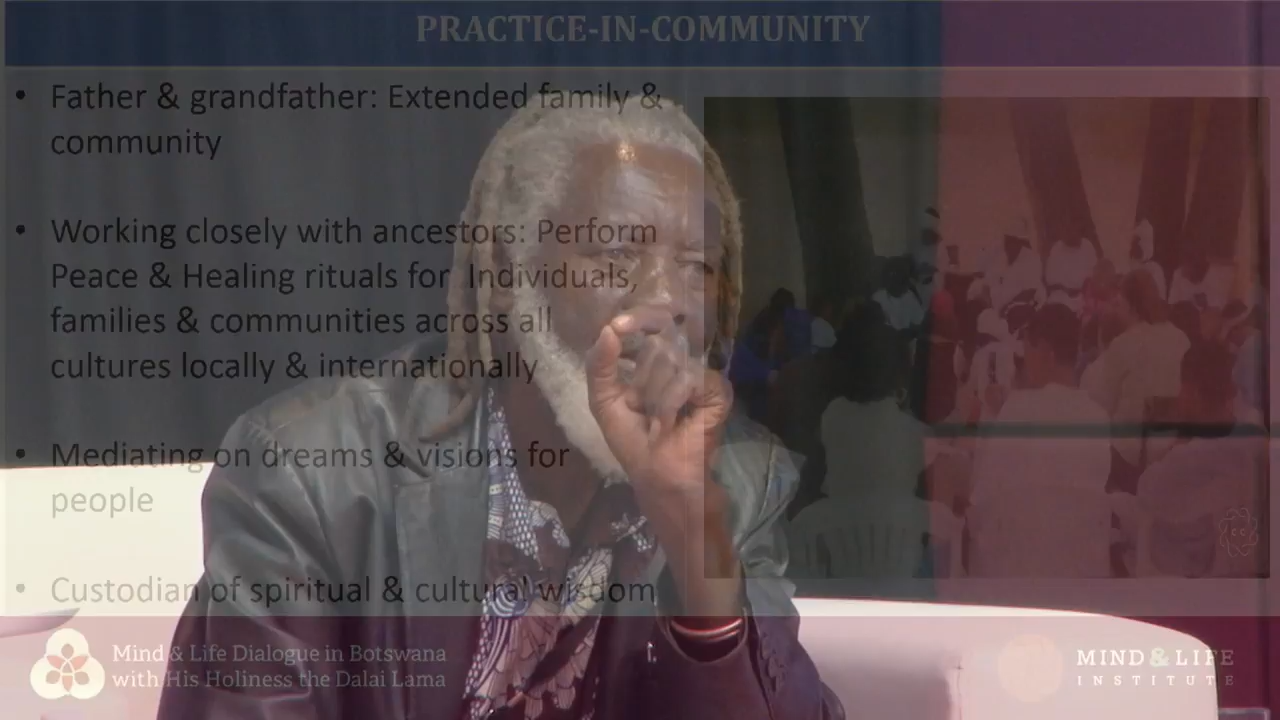 PRACTICE-IN-COMMUNITY
• Father & grandfather: Extended family &
community
• Working closely with ancestors: Perform
Peace & Healing rituals for Individuals,
families & communities across all
cultures locally & internationally
• Mediating on dreams & visions for
people
• Custodian of spiritual & cultural wisdom
Mind & Life Dialogue in Botswana
with His Holiness the Dalai Lama
MIND & LIFE
INSTITUTE